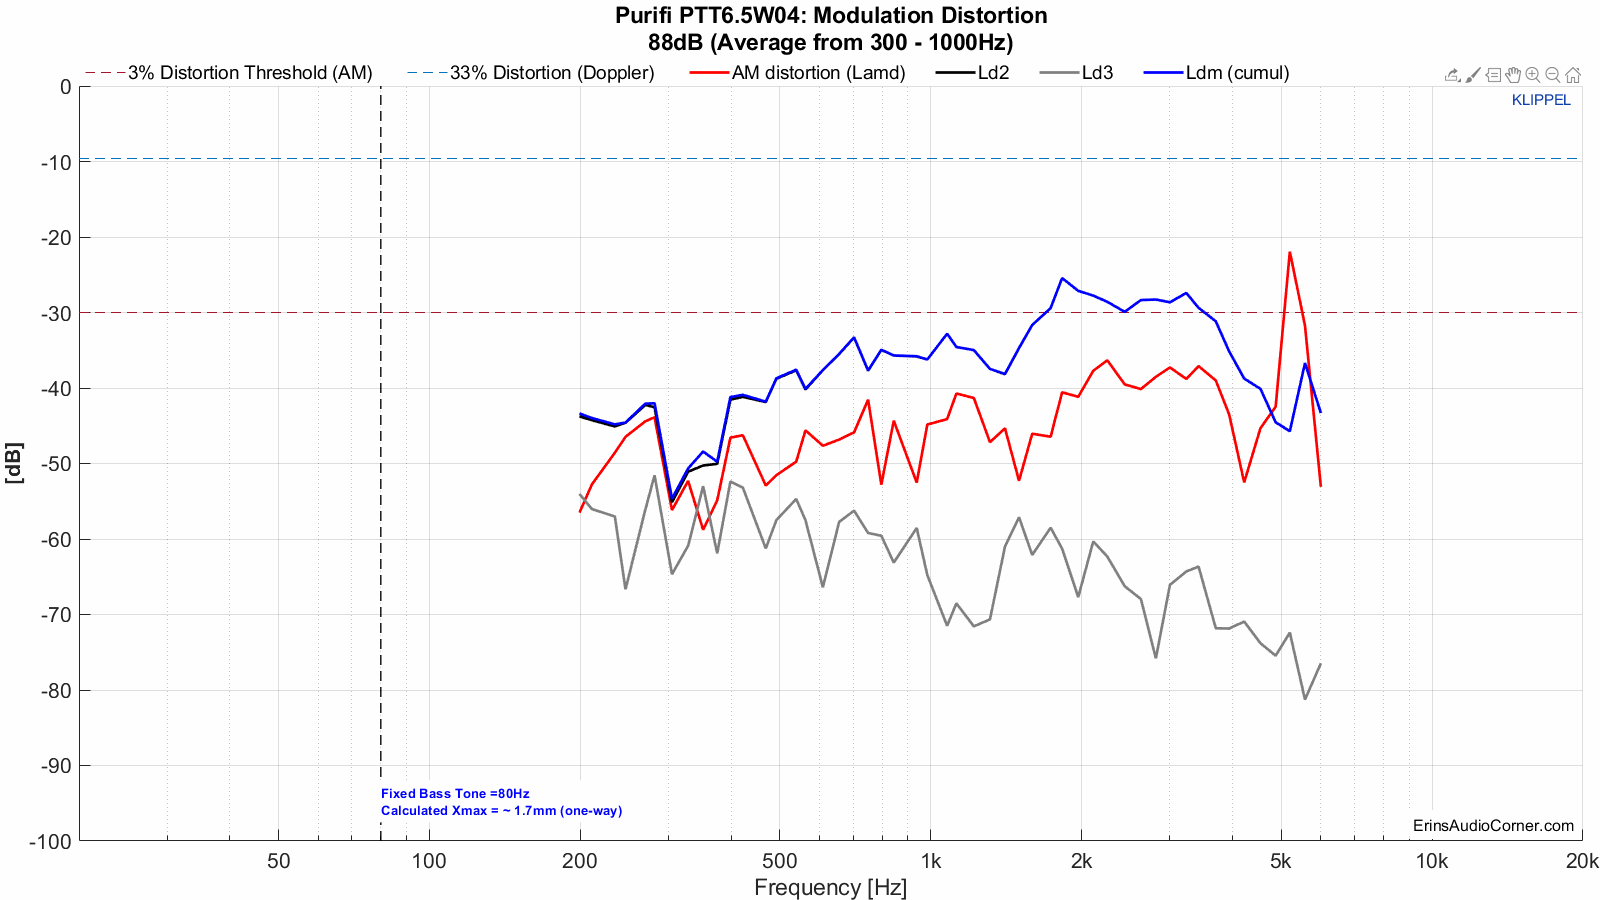 Purifi PTT6.5W04: Modulation Distortion
88dB (Average from 300 - 1000Hz)
3% Distortion Threshold (AM) 33% Distortion (Doppler) AM distortion (Lamd) Ld2 Ld3 Ldm (cumul)
KLIPPEL
0
-10
-20
-30
-40
-50
-60
-70
-80
-90
-100
[dB]
Fixed Bass Tone =80Hz
Calculated Xmax = ~ 1.7mm (one-way)
ErinsAudioCorner.com
50 100 200 500 1k 2k 5k 10k 20k
Frequency [Hz]